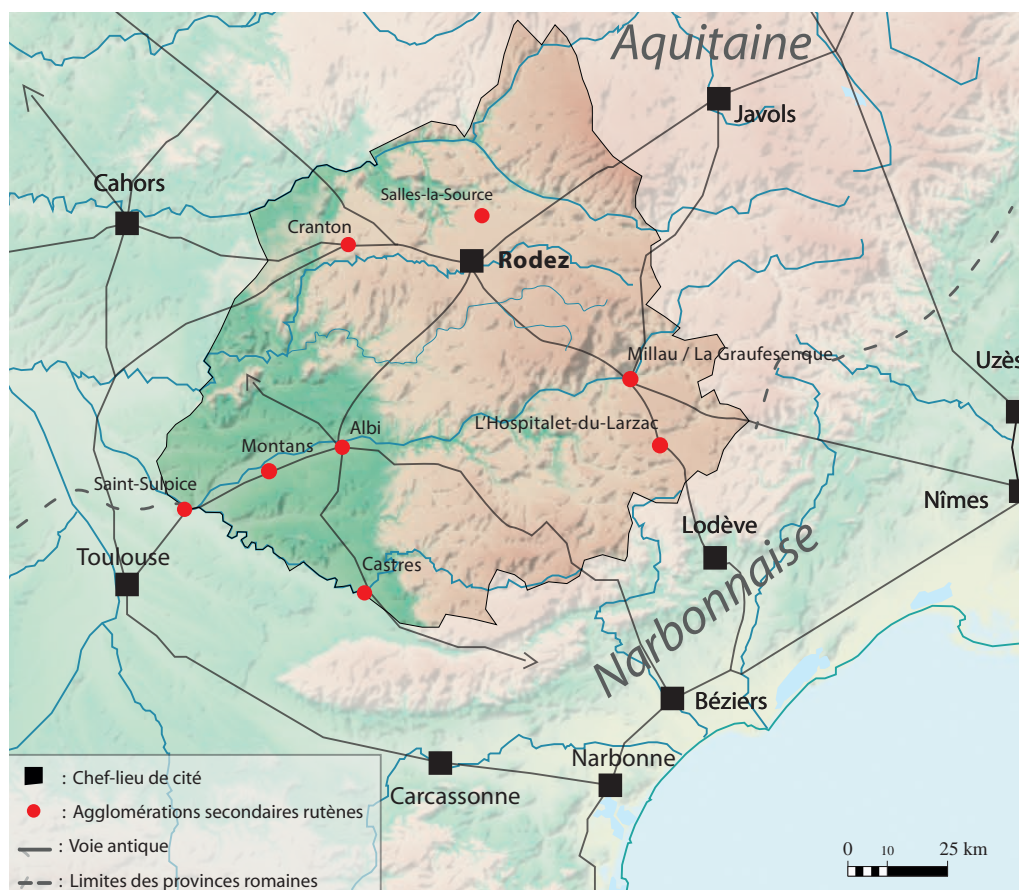 Aquitaine
Javols
Cahors
Salles-la-Source
Cranton
Rodez
Millau / La Graufesenque
Uzès
L'Hospitalet-du-Larzac
Albi
Montans
Saint-Sulpice
Nîmes
Lodève
Toulouse
Castres
Narbonnaise
Béziers
Narbonne
Carcassonne
: Chef-lieu de cité
: Agglomérations secondaires rutènes
: Voie antique
: Limites des provinces romaines
0 10 25 km